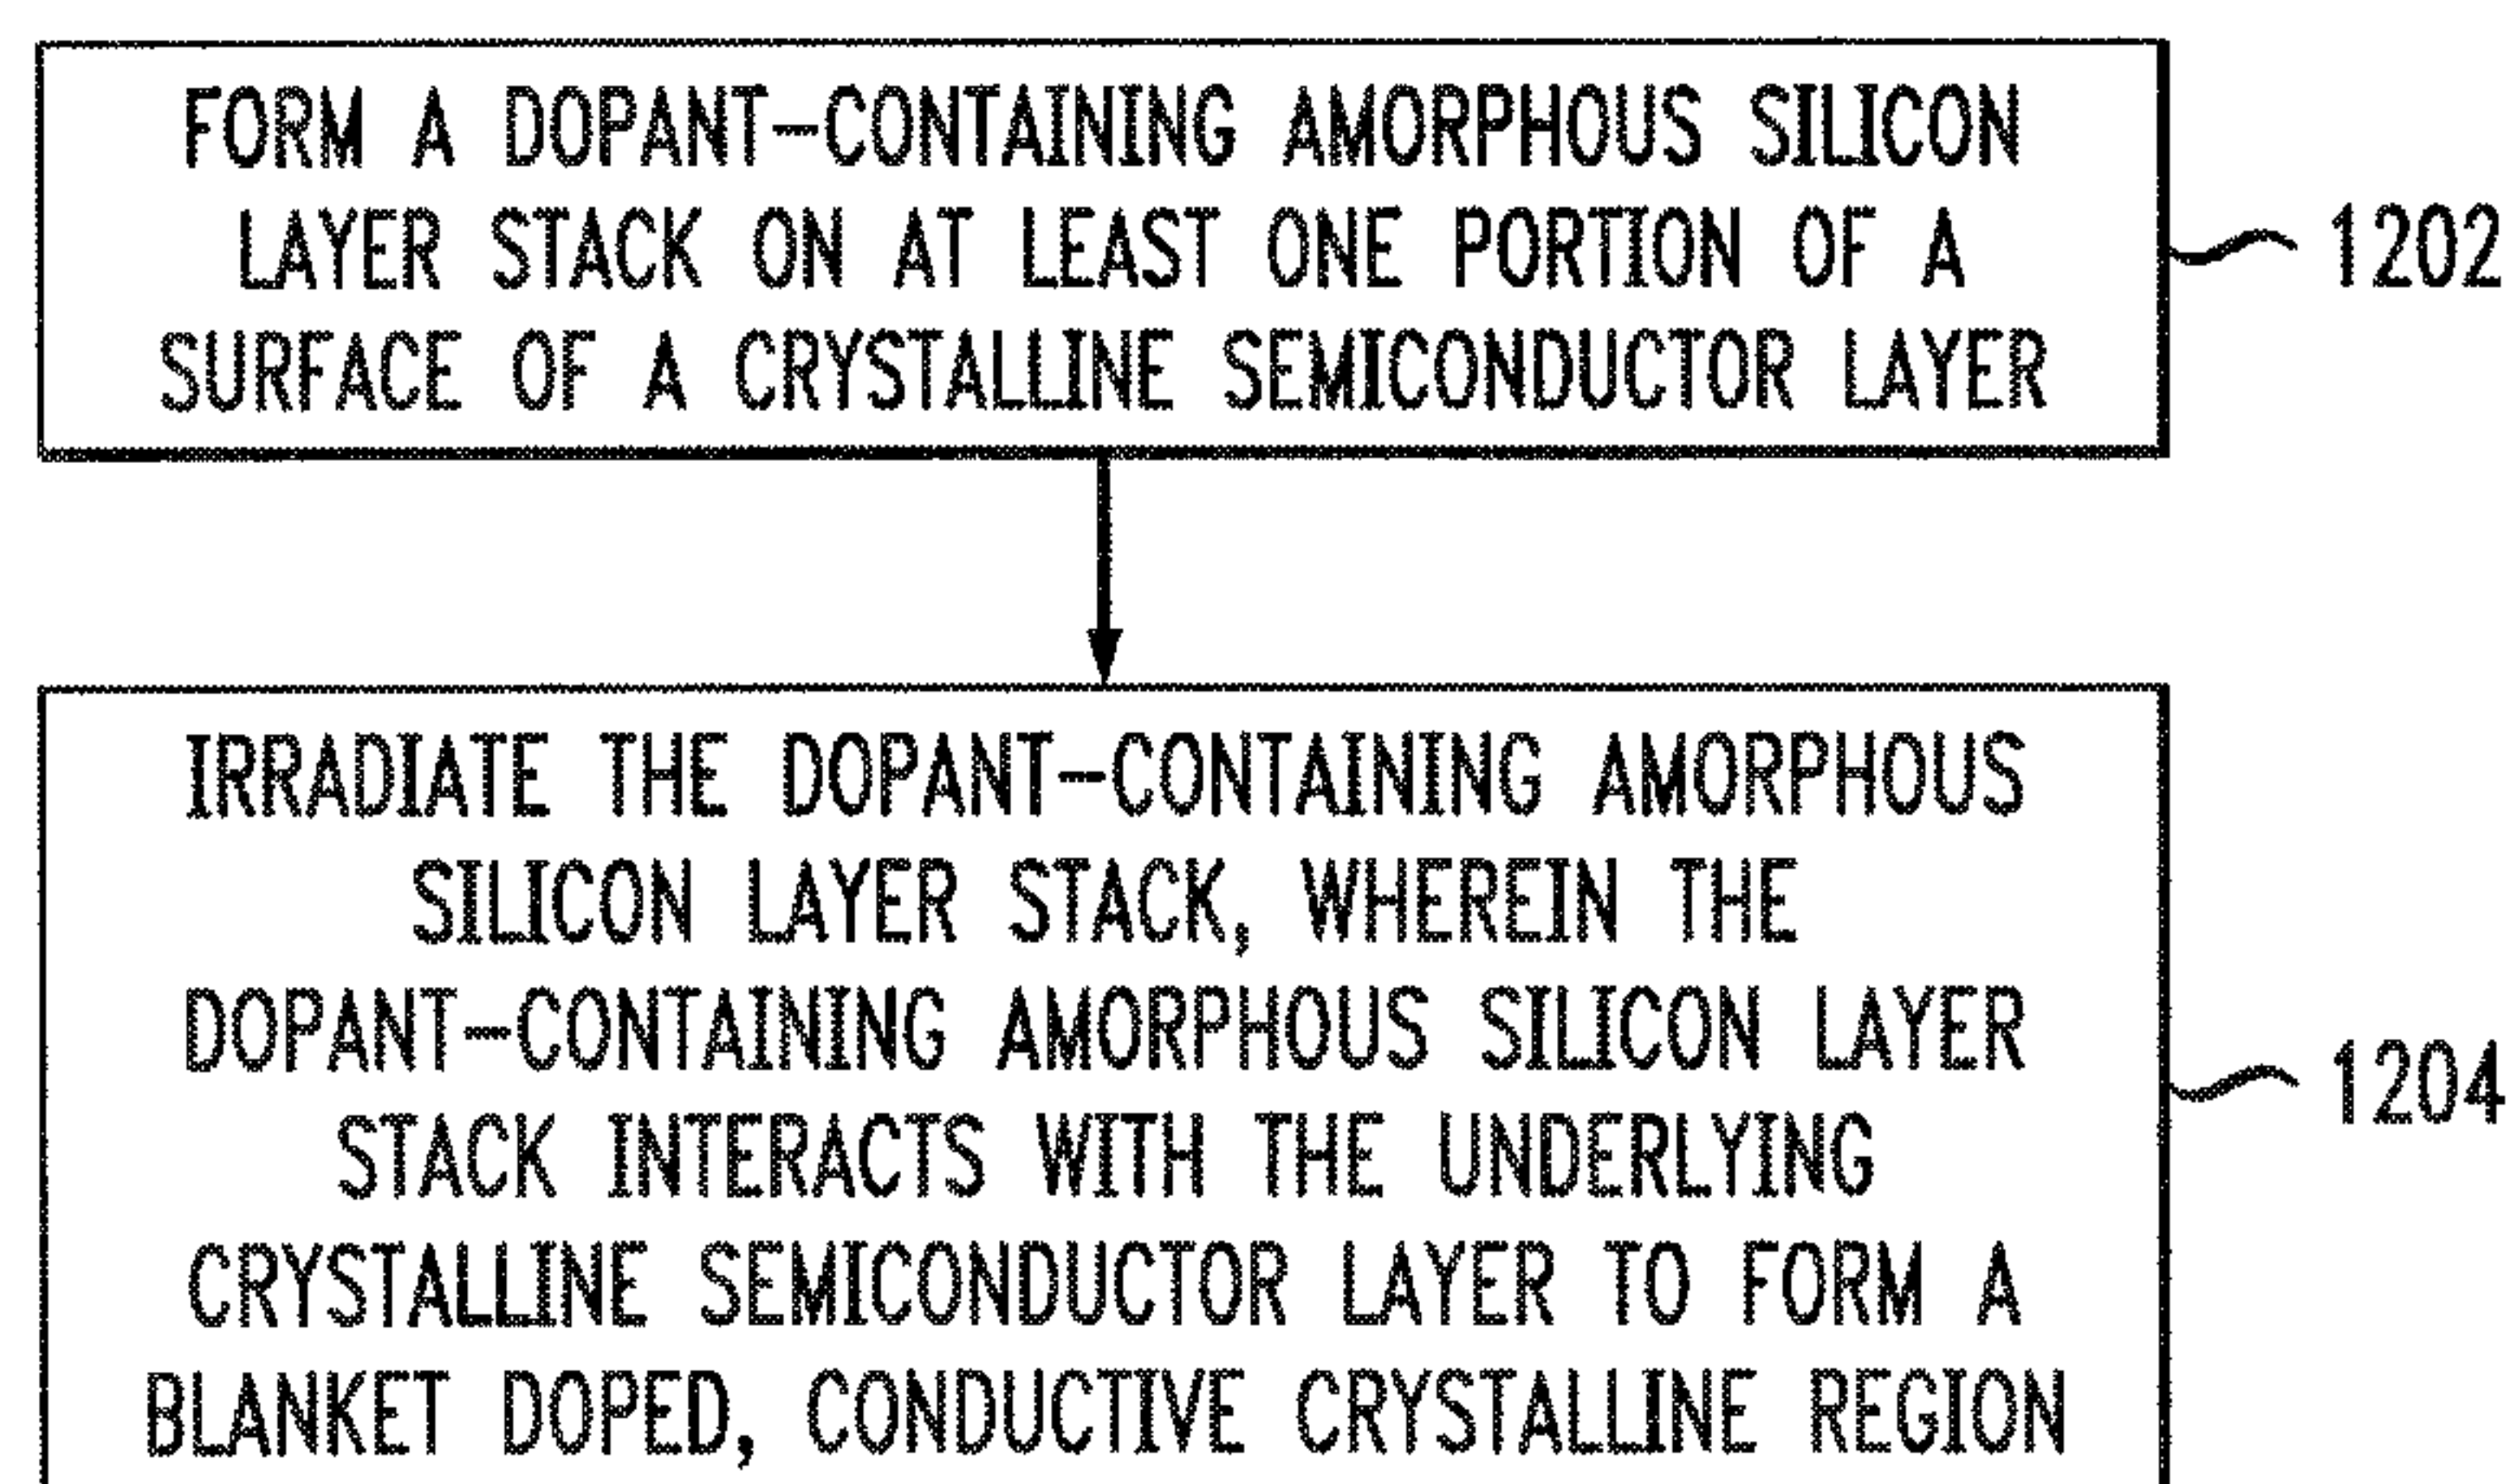 FORM A DOPANT-CONTAINING AMORPHOUS SILICON
LAYER STACK ON AT LEAST ONE PORTION OF A
SURFACE OF A CRYSTALLINE SEMICONDUCTOR LAYER
1202
IRRADIATE THE DOPANT-CONTAINING AMORPHOUS
SILICON LAYER STACK, WHEREIN THE
DOPANT-CONTAINING AMORPHOUS SILICON LAYER
STACK INTERACTS WITH THE UNDERLYING
CRYSTALLINE SEMICONDUCTOR LAYER TO FORM A
BLANKET DOPED, CONDUCTIVE CRYSTALLINE REGION
1204